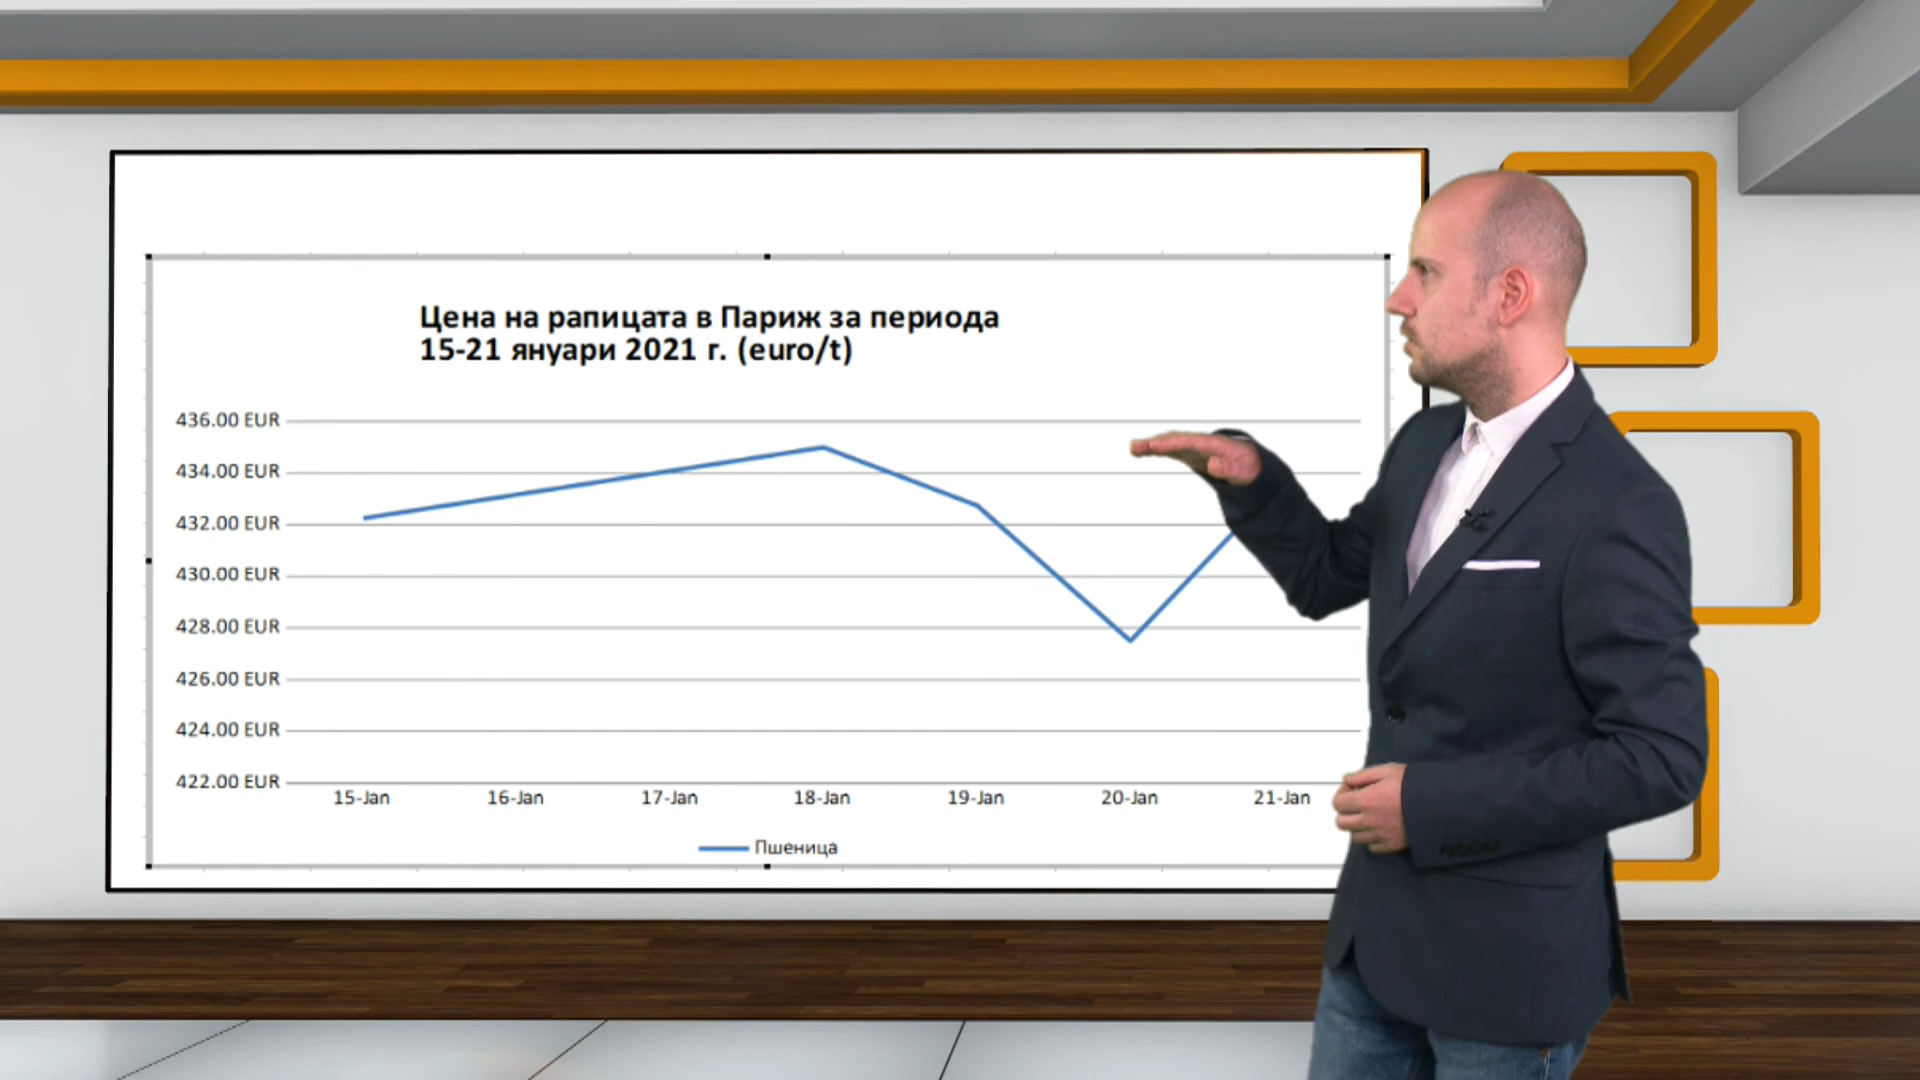 Цена на рапицата в Париж за периода
15-21 януари 2021 г. (euro/t)
436.00 EUR
434.00 EUR
432.00 EUR
430.00 EUR
428.00 EUR
426.00 EUR
424.00 EUR
422.00 EUR
15-Jan 16-Jan 17-Jan 18-Jan 19-Jan 20-Jan 21-Jan
Пшеница